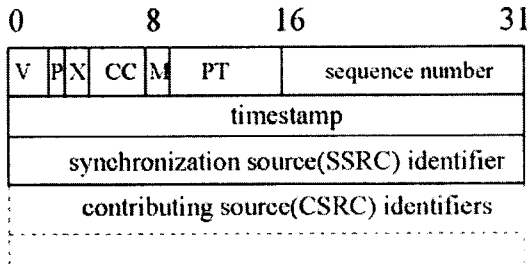 0 8 16 31
V P X CC M PT sequence number
timestamp
synchronization source(SSRC) identifier
contributing source(CSRC) identifiers